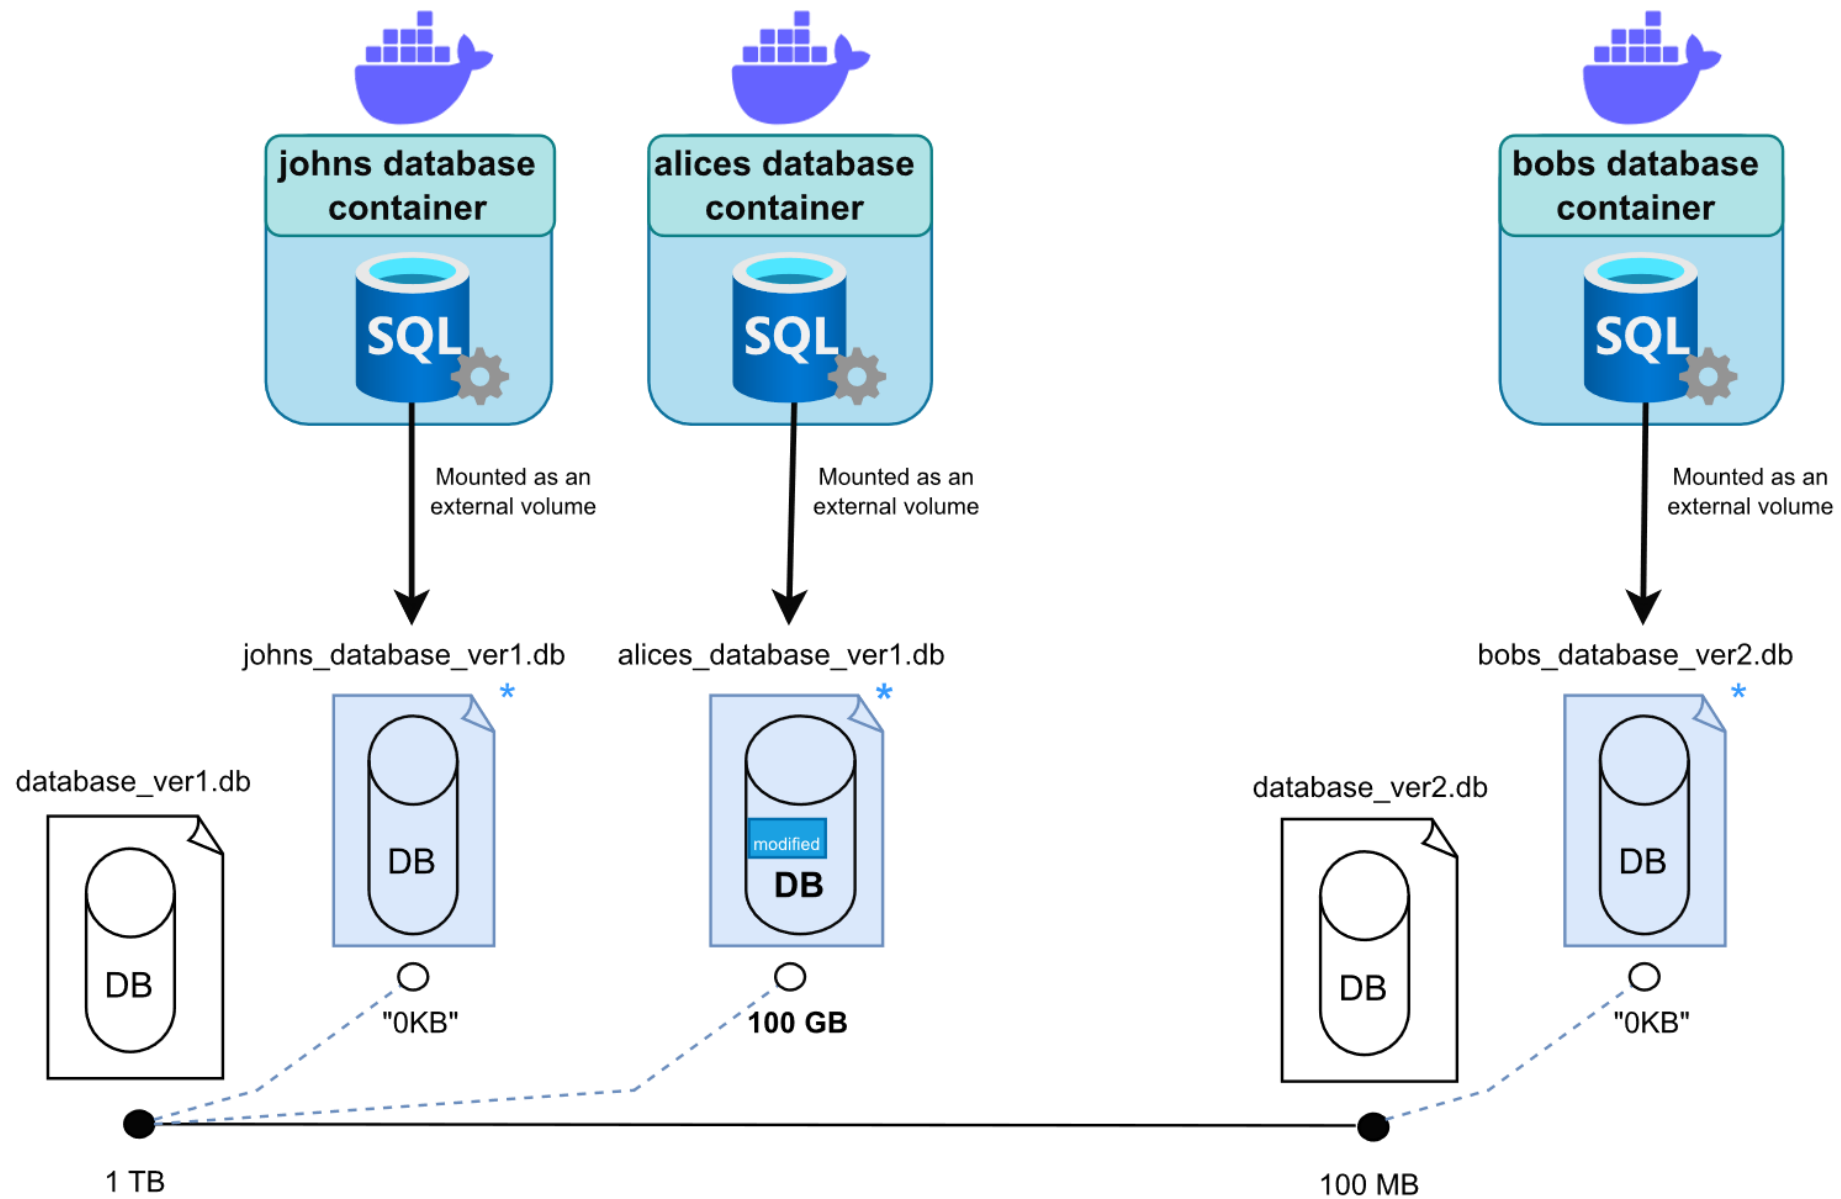 johns database
container
alices database
container
bobs database
container
SQL
SQL
SQL
Mounted as an
external volume
Mounted as an
external volume
Mounted as an
external volume
johns_database_ver1.db
*
alices_database_ver1.db
*
bobs_database_ver2.db
*
database_ver1.db
database_ver2.db
DB
modified
DB
DB
DB
DB
"0KB"
100 GB
"0KB"
1 TB
100 MB